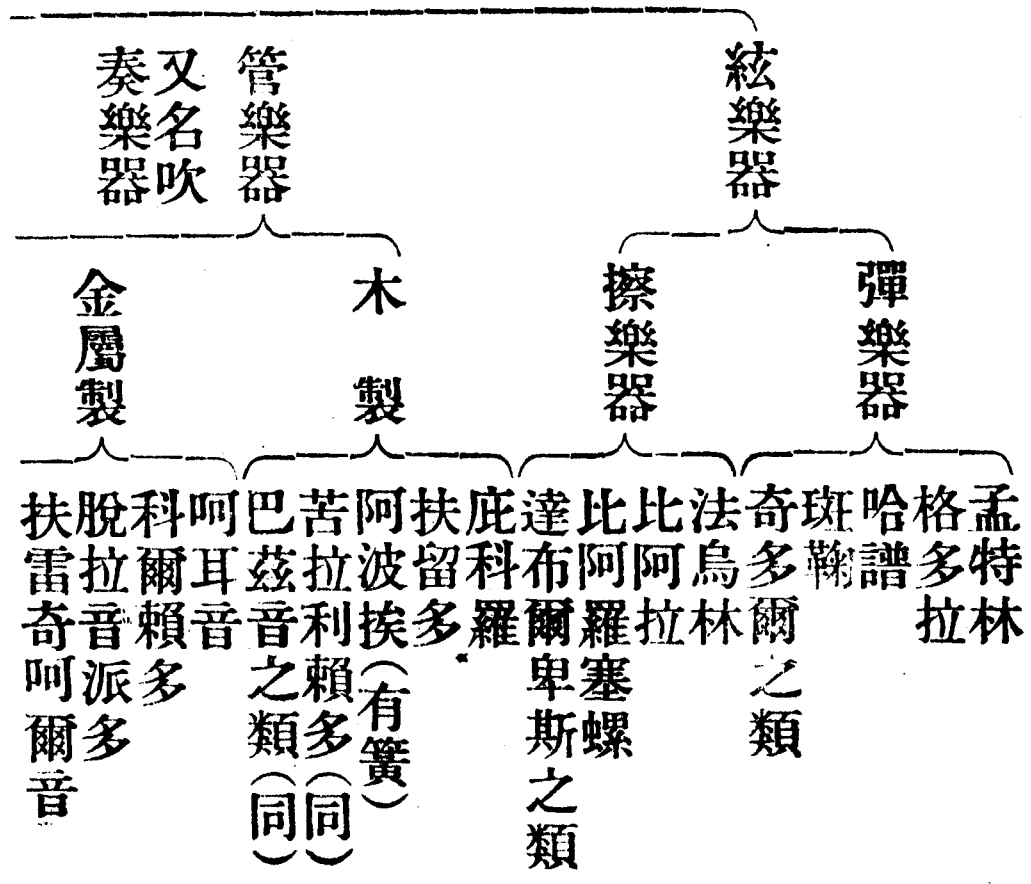 絃樂器
彈樂器
孟特林
格多拉
哈譜
斑鞠
奇多爾之類
擦樂器
法烏林
比阿拉
比阿羅塞螺
達布爾卑斯之類
管樂器
又名吹
奏樂器
木製
庇科羅
扶留多
阿波挨(有簧)
苦拉利賴多(同)
巴茲音之類(同)
金屬製
呵耳音
科爾賴多
脫拉音派多
扶雷奇呵爾音